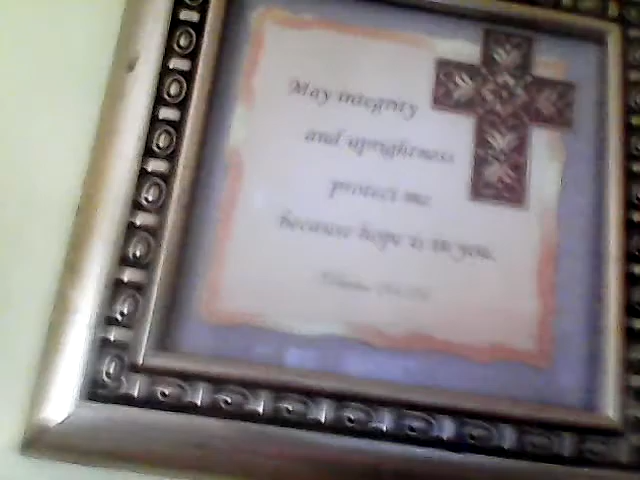 May integrity
and uprightness
protect me
because hope is in you.